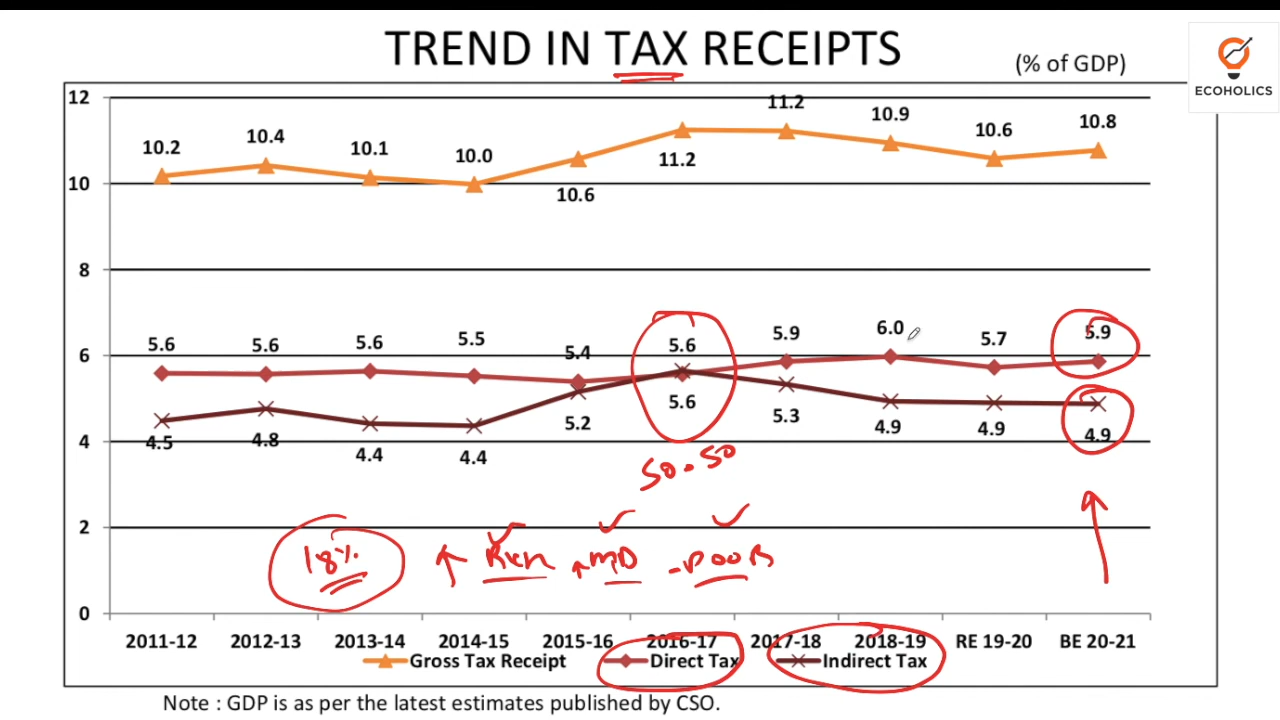 TREND IN TAX RECEIPTS
(% of GDP)
ECOHOLICS
12
10.2 10.4 10.1 10.0 10.6 11.2 11.2 10.9 10.6 10.8
10
8
5.6 5.6 5.6 5.5 5.4 5.6 5.9 6.0 5.7 5.9
6
4.5 4.8 4.4 4.4 5.2 5.6 5.3 4.9 4.9 4.9
4
50-50
2
18% Rich MD POOR
0
2011-12 2012-13 2013-14 2014-15 2015-16 2016-17 2017-18 2018-19 RE 19-20 BE 20-21
Gross Tax Receipt Direct Tax Indirect Tax
Note : GDP is as per the latest estimates published by CSO.